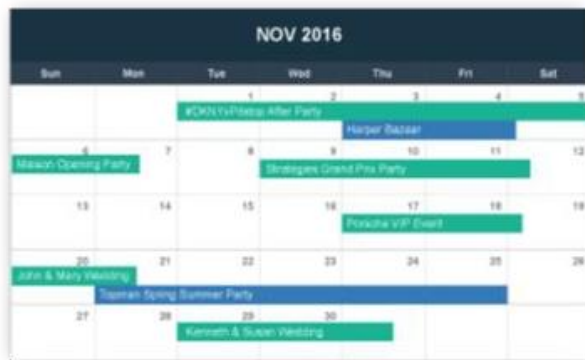 NOV 2016
Sun Mon Tue Wed Thu Fri Sat
1 2 3 4 5
After Party
Harper Bazaar
6 7 8 9 10 11 12
Opening Party
Strategies Grand Prix Party
13 14 15 16 17 18 19
Porsche VIP Event
20 21 22 23 24 25 26
John & Mary Wedding
Topman Spring Summer Party
27 28 29 30
Kenneth & Susan Wedding